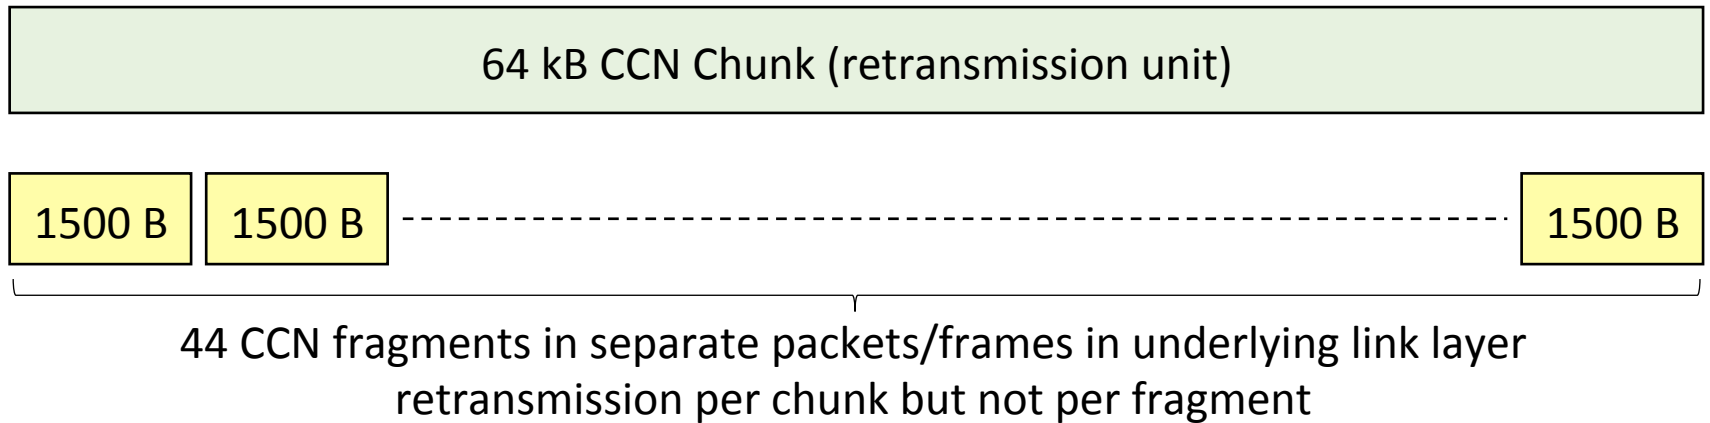 64 kB CCN Chunk (retransmission unit)
1500 B 1500 B 1500 B
44 CCN fragments in separate packets/frames in underlying link layer
retransmission per chunk but not per fragment